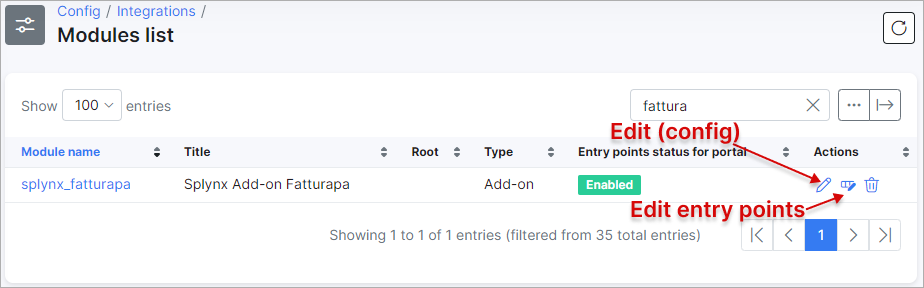 Config / Integrations /
Modules list
Show 100 entries
fattura
Edit (config)
Module name Title Root Type Entry points status for portal Actions
splynx_fatturapa Splynx Add-on Fatturapa Add-on Enabled
Edit entry points
Showing 1 to 1 of 1 entries (filtered from 35 total entries) 1